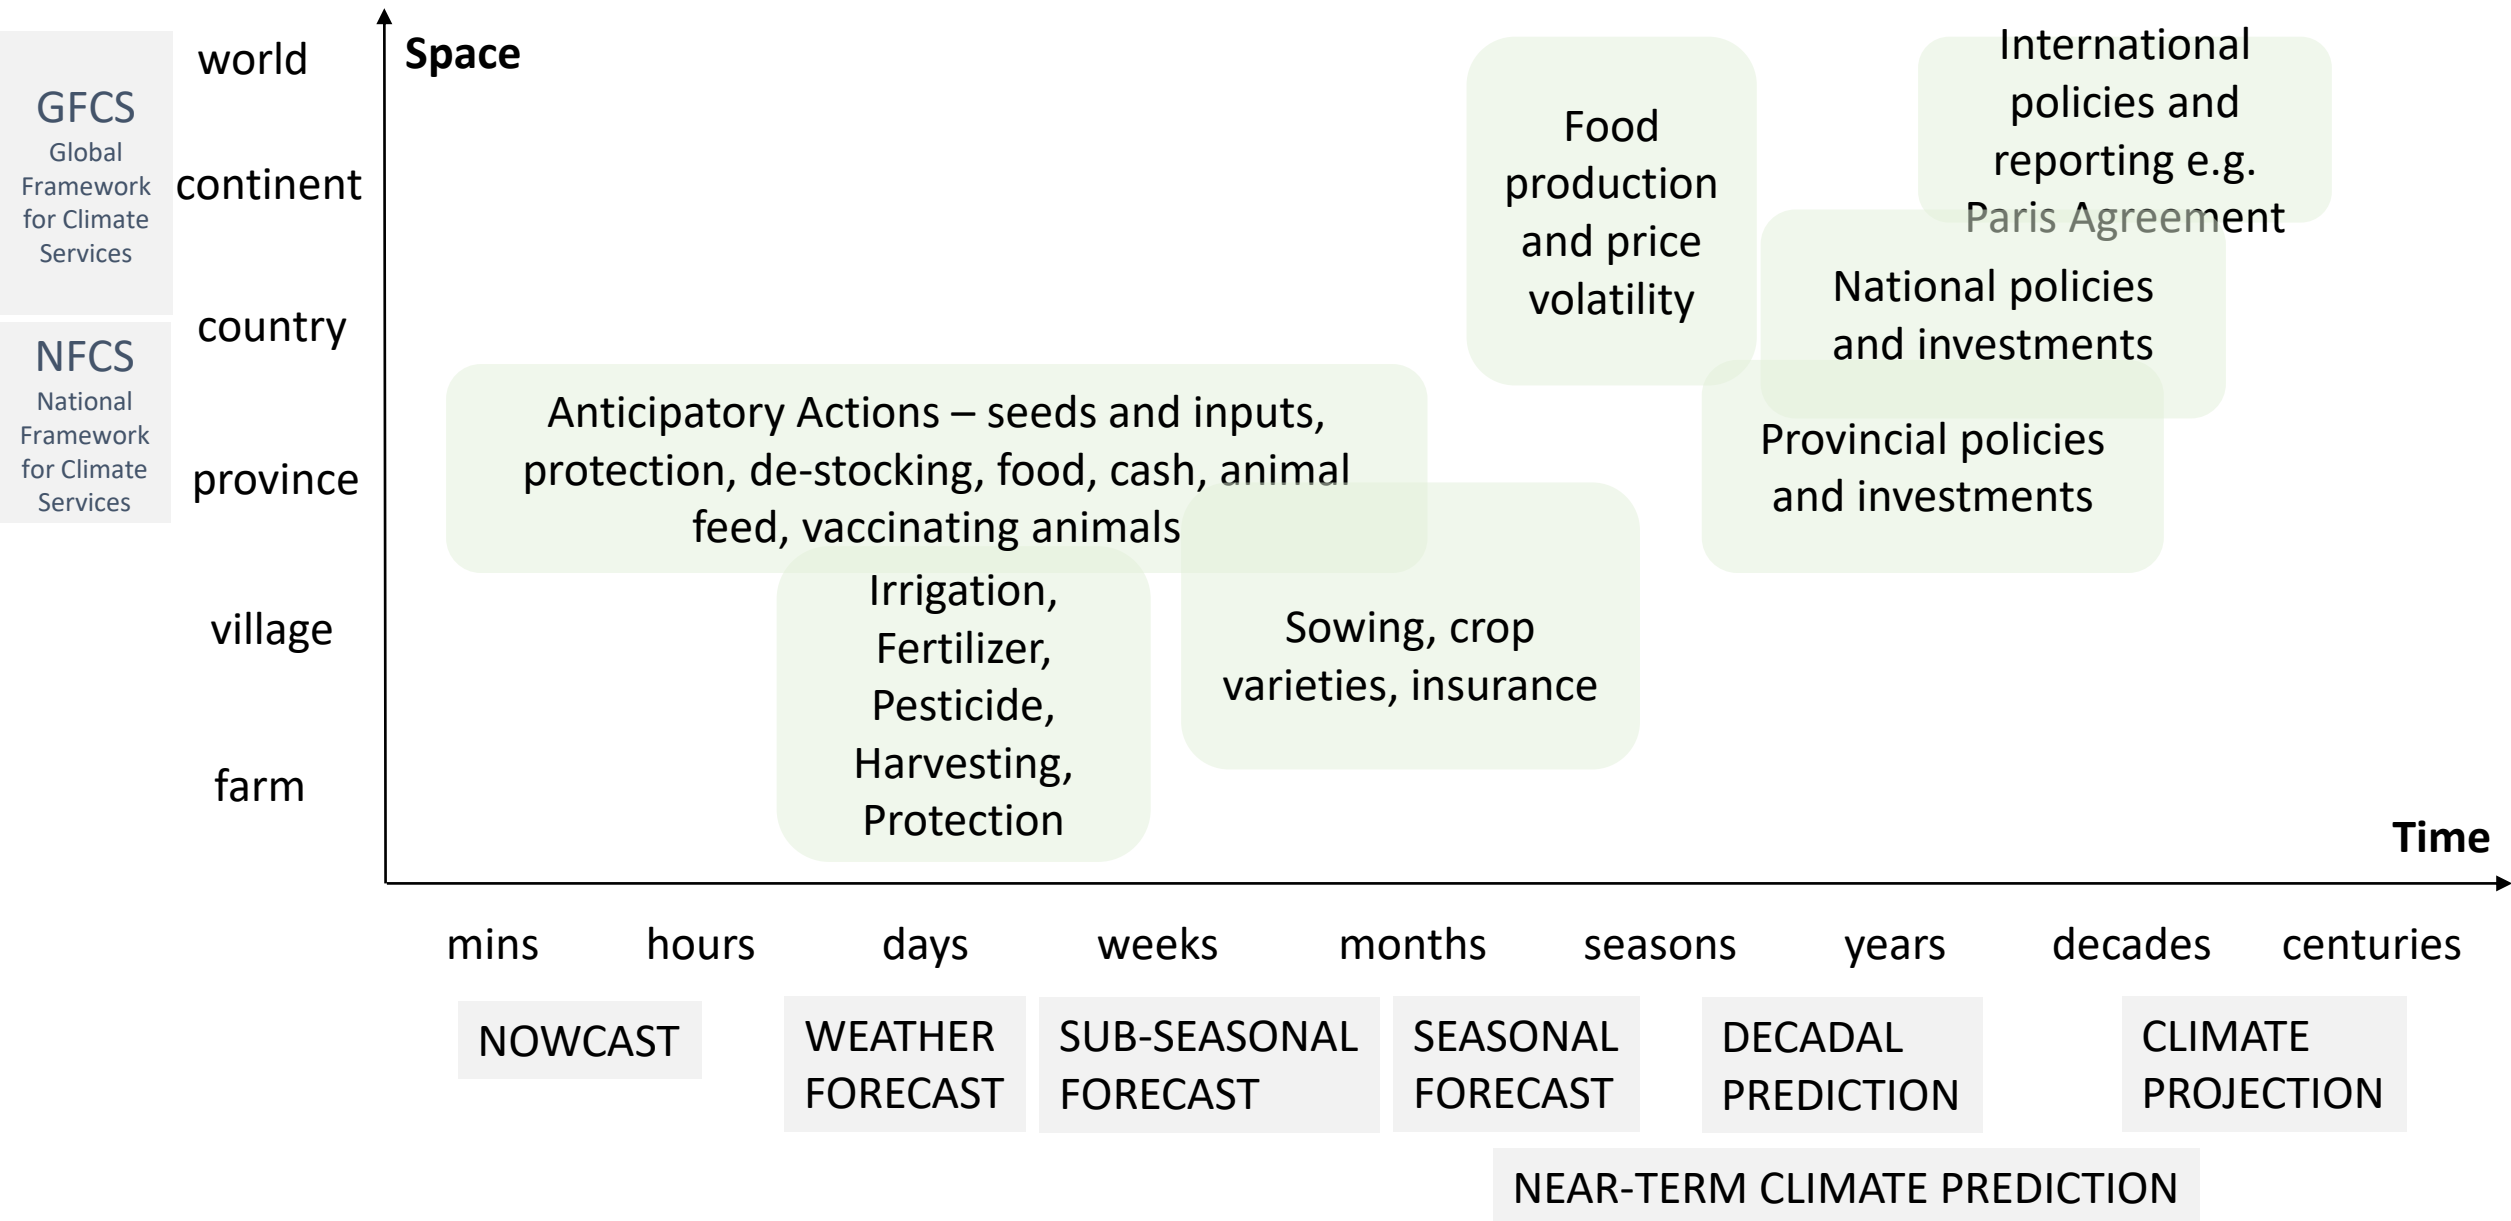 Space
world
continent
country
province
village
farm
GFCS
Global
Framework
for Climate
Services
NFCS
National
Framework
for Climate
Services
Food
production
and price
volatility
International
policies and
reporting e.g.
Paris Agreement
National policies
and investments
Provincial policies
and investments
Anticipatory Actions – seeds and inputs,
protection, de-stocking, food, cash, animal
feed, vaccinating animals
Irrigation,
Fertilizer,
Pesticide,
Harvesting,
Protection
Sowing, crop
varieties, insurance
Time
mins hours days weeks months seasons years decades centuries
NOWCAST
WEATHER
FORECAST
SUB-SEASONAL
FORECAST
SEASONAL
FORECAST
DECADAL
PREDICTION
CLIMATE
PROJECTION
NEAR-TERM CLIMATE PREDICTION